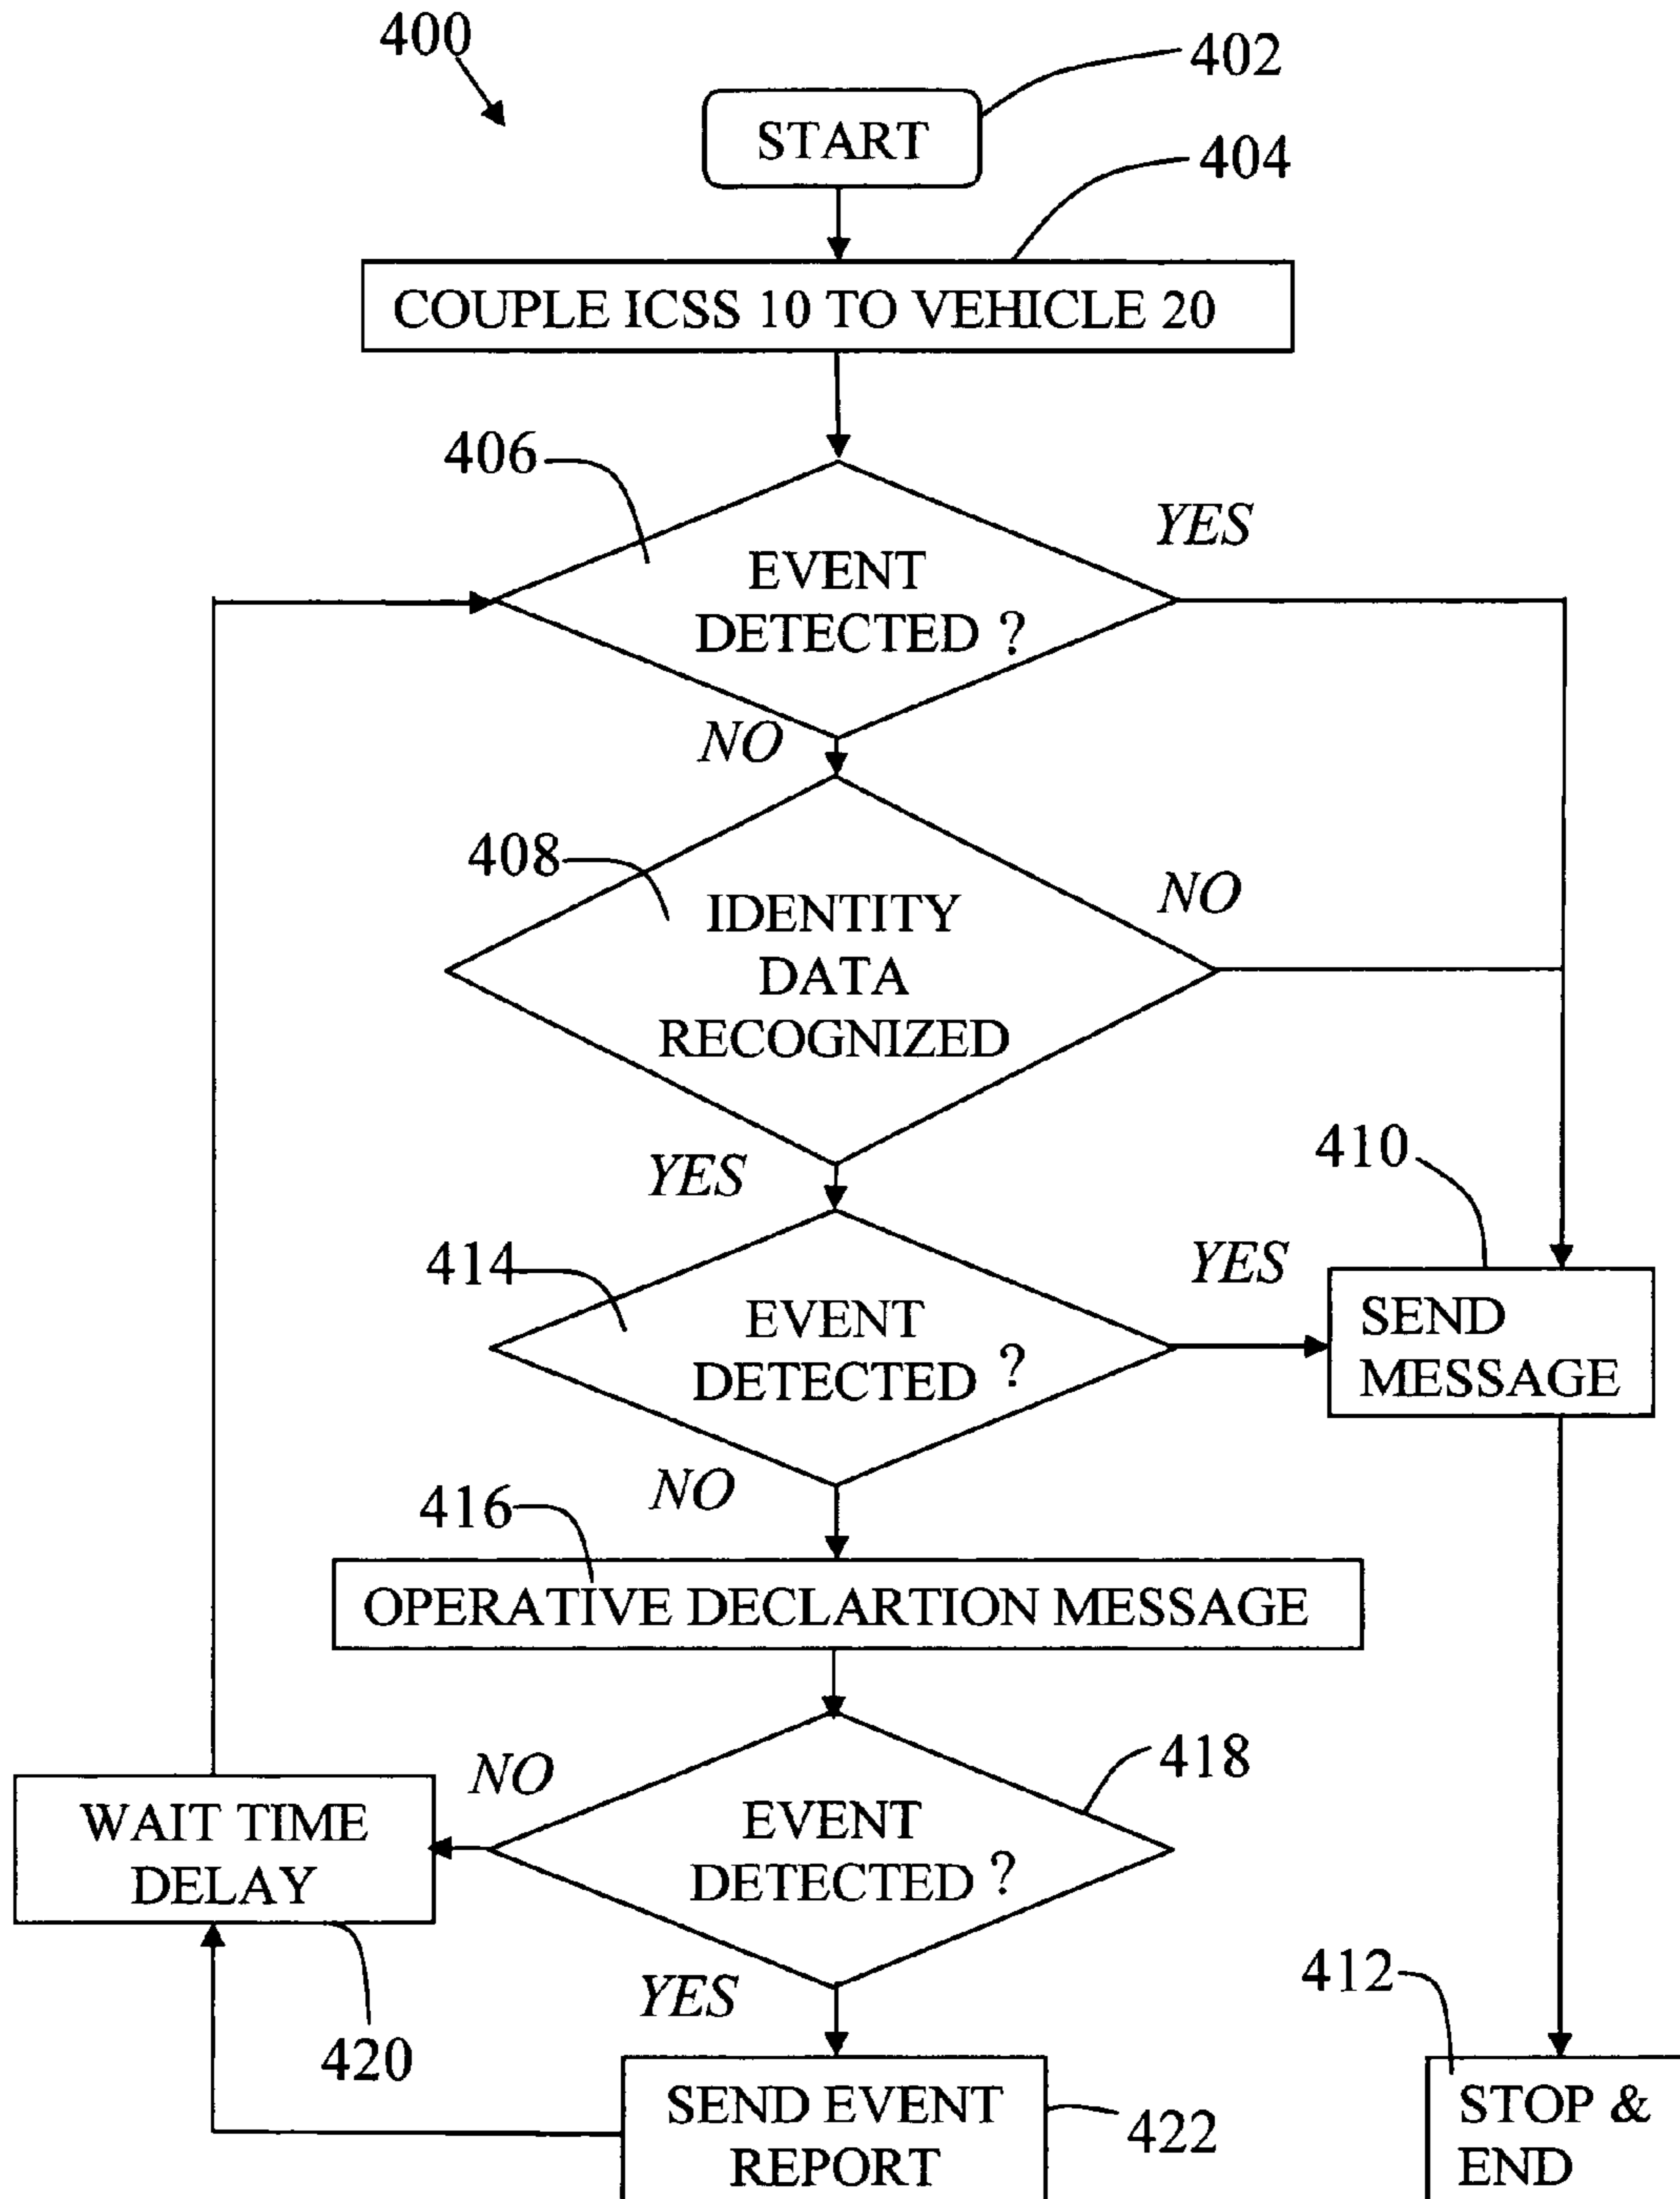 400
402
START
404
COUPLE ICSS 10 TO VEHICLE 20
406
YES
EVENT
DETECTED ?
NO
408
NO
IDENTITY
DATA
RECOGNIZED
YES
410
414
YES
EVENT
DETECTED ?
SEND
MESSAGE
NO
416
OPERATIVE DECLARTION MESSAGE
NO
418
WAIT TIME
DELAY
EVENT
DETECTED ?
YES
412
420
SEND EVENT
REPORT
422
STOP &
END